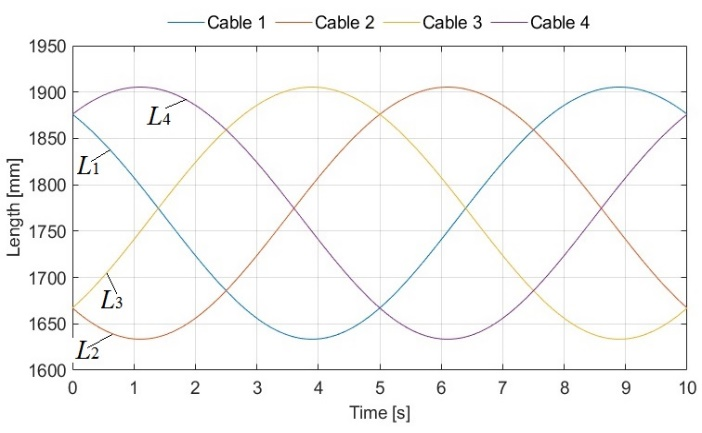 Cable 1 Cable 2 Cable 3 Cable 4
1950
1900
1850
1800
1750
1700
1650
1600
Length [mm]
L4
L1
L3
L2
0 1 2 3 4 5 6 7 8 9 10
Time [s]